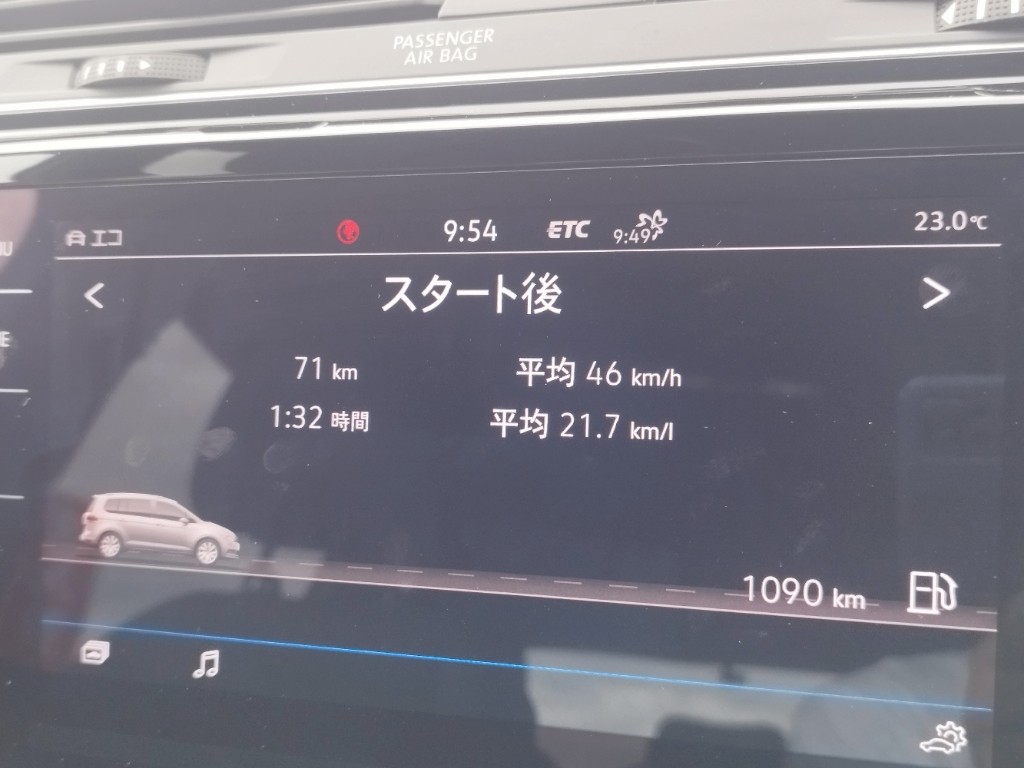 PASSENGER
AIR BAG
エコ 9:54 ETC 9:49 23.0℃
スタート後
71 km 平均 46 km/h
1:32 時間 平均 21.7 km/l
1090 km